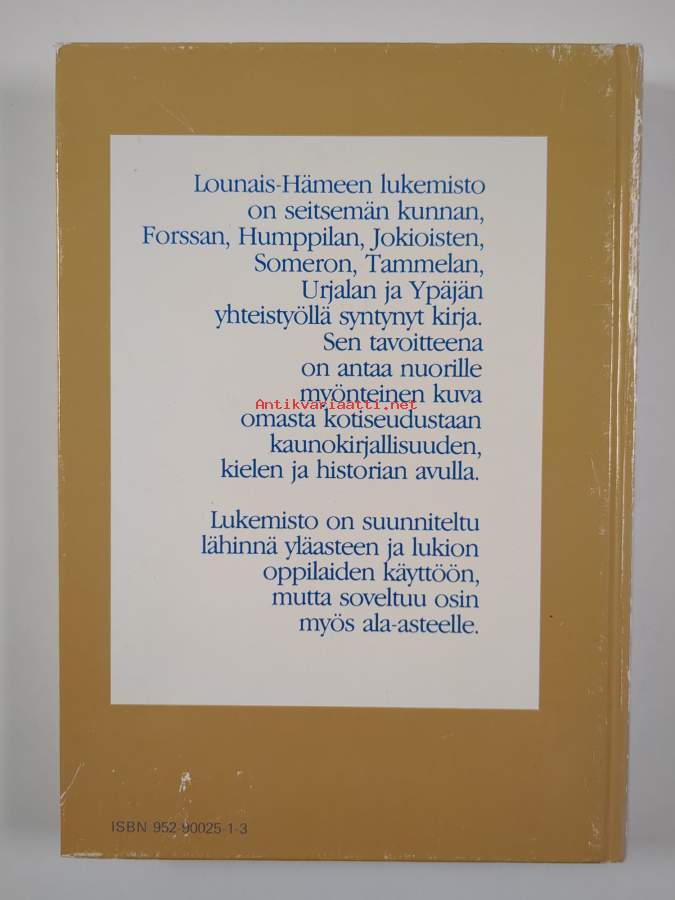 Lounais-Hämeen lukemisto
on seitsemän kunnan,
Forssan, Humppilan, Jokioisten,
Someron, Tammelan,
Urjalan ja Ypäjän
yhteistyöllä syntynyt kirja.
Sen tavoitteena
on antaa nuorille
myönteinen kuva
Antikvariaatti.net
omasta kotiseudustaan
kaunokirjallisuuden,
kielen ja historian avulla.
Lukemisto on suunniteltu
lähinnä yläasteen ja lukion
oppilaiden käyttöön,
mutta soveltuu osin
myös ala-asteelle.
ISBN 952-90025-1-3